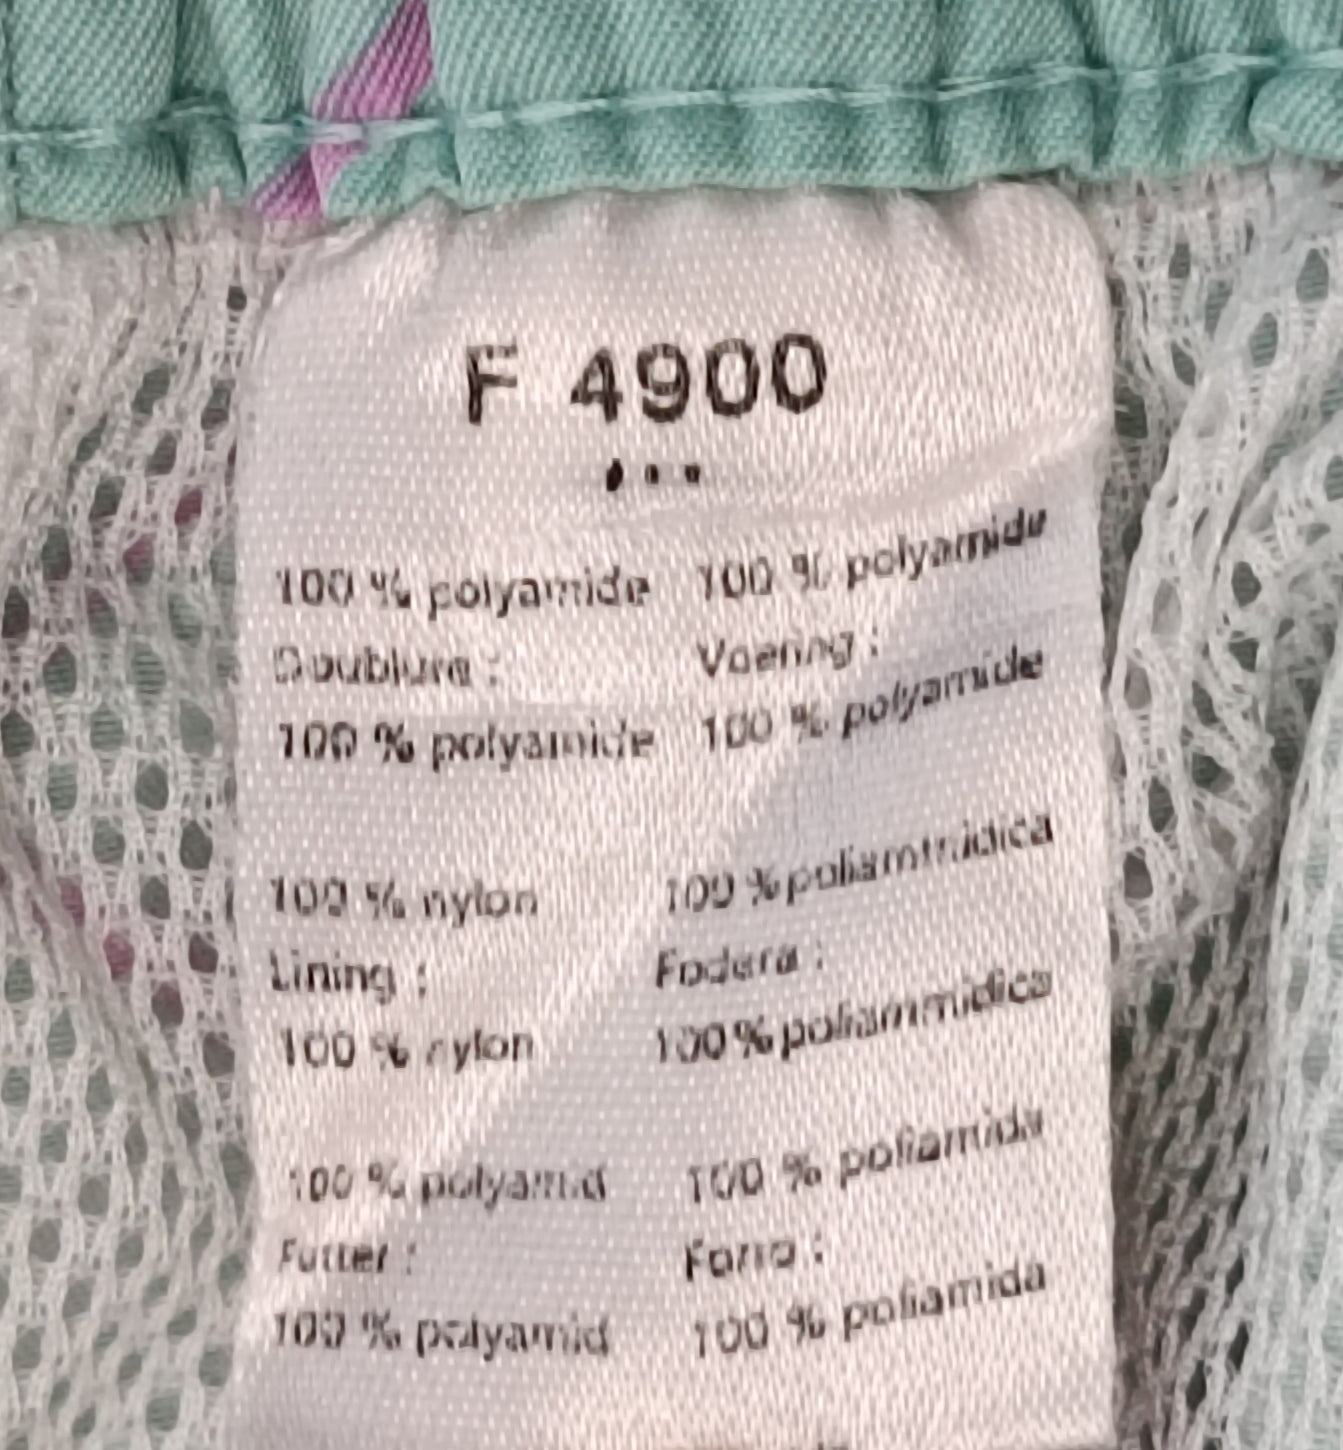 F 4900
100 % polyamide
Doublure :
100 % polyamide
100 % polyamide
Voering :
100 % polyamide
100 % nylon
Lining :
100 % nylon
100 % poliammidica
Fodera :
100 % poliammidica
100 % polyamid
Futter :
100 % polyamid
100 % poliamida
Forro :
100 % poliamida